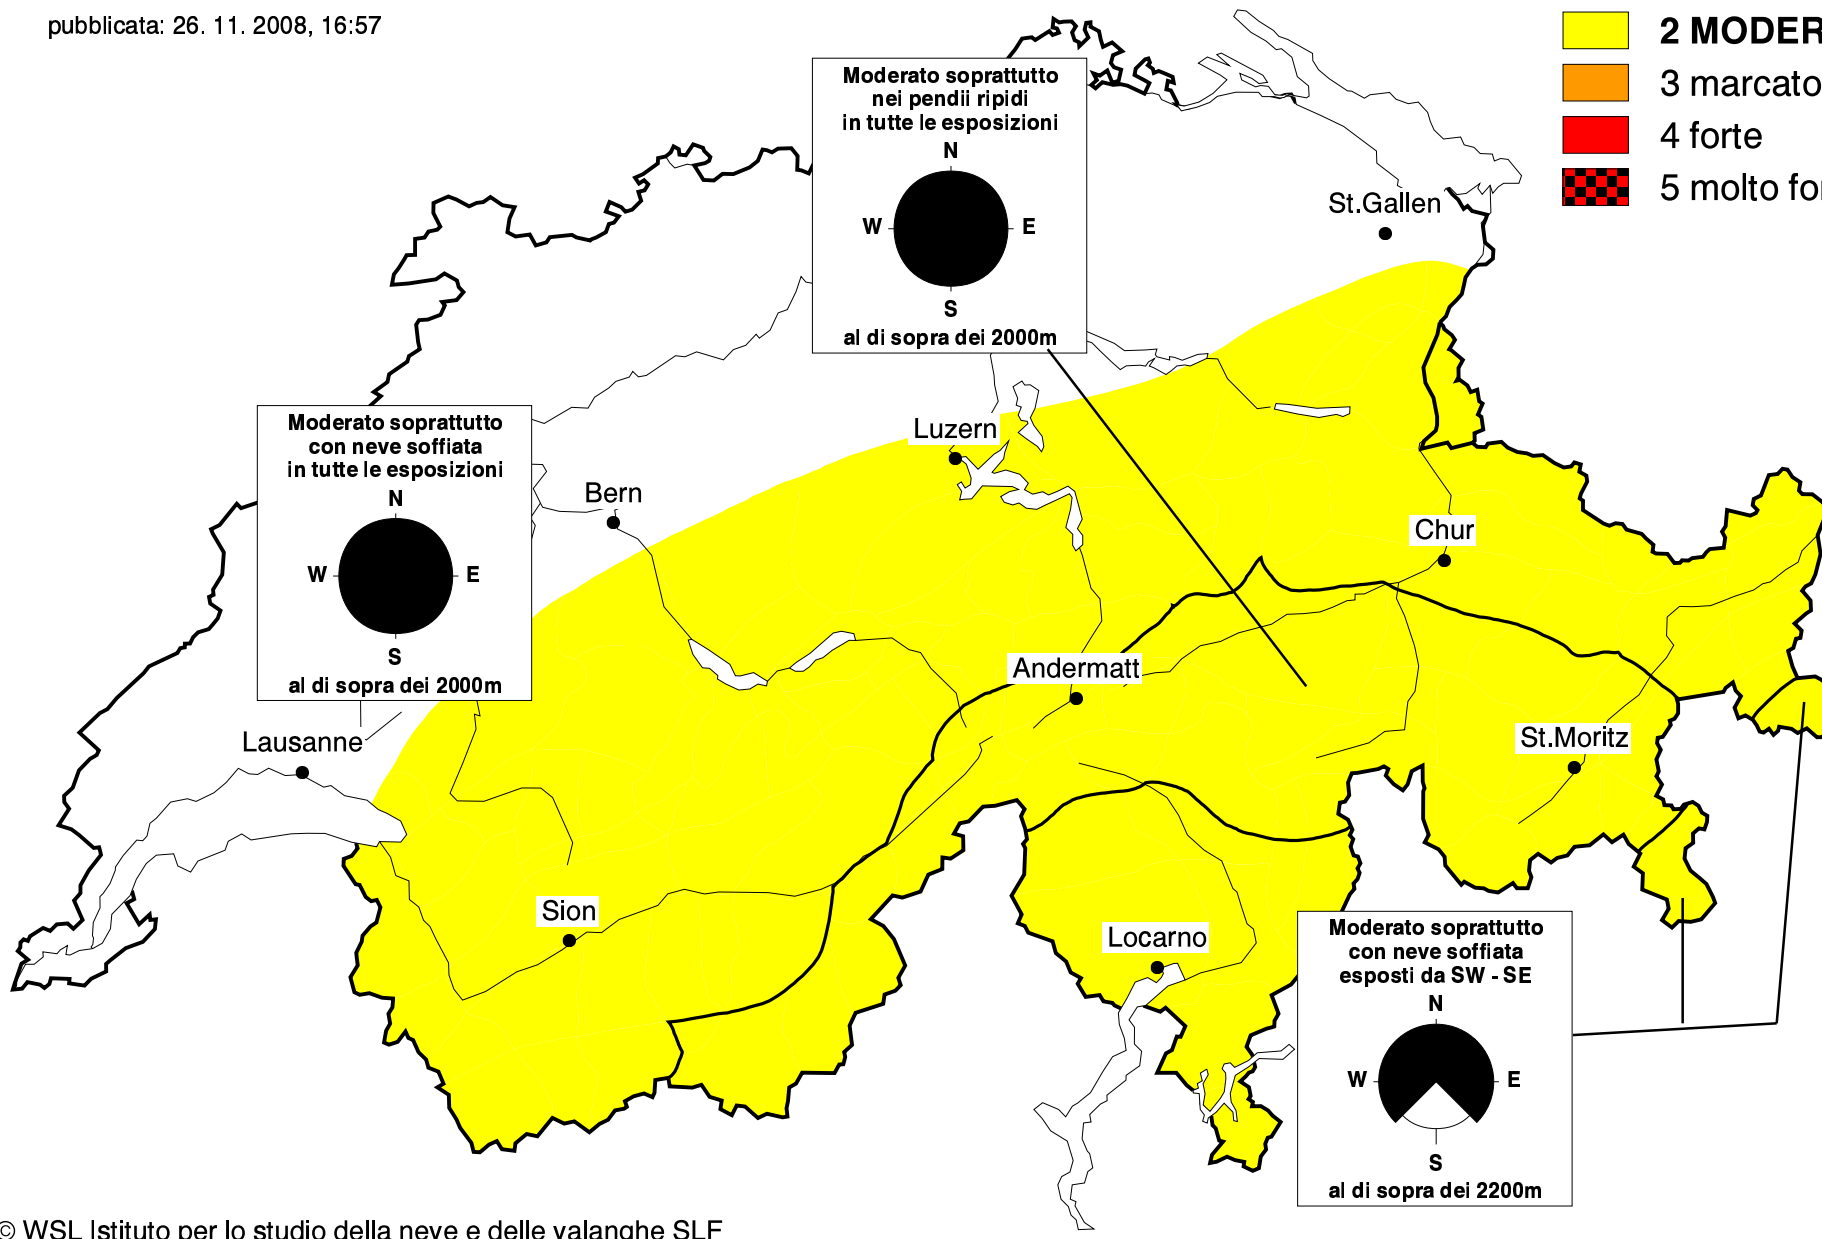 pubblicata: 26. 11. 2008, 16:57
2 MODER
3 marcato
4 forte
5 molto for
Moderato soprattutto
nei pendii ripidi
in tutte le esposizioni
N
W
E
S
al di sopra dei 2000m
St.Gallen
Moderato soprattutto
con neve soffiata
in tutte le esposizioni
N
W
E
S
al di sopra dei 2000m
Luzern
Bern
Chur
Andermatt
Lausanne
St.Moritz
Sion
Locarno
Moderato soprattutto
con neve soffiata
esposti da SW - SE
N
W
E
S
al di sopra dei 2200m
© WSL Istituto per lo studio della neve e delle valanghe SLF